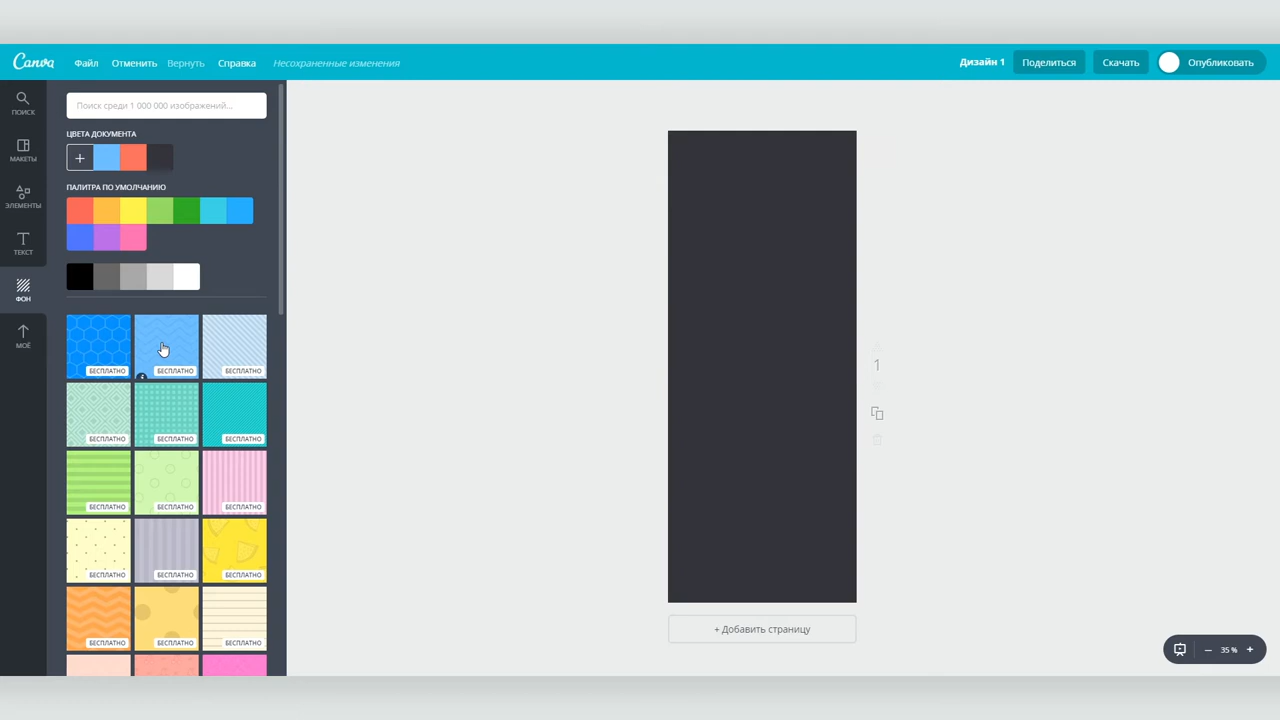 Canva Файл Отменить Вернуть Справка Несохраненные изменения Дизайн 1 Поделиться Скачать Опубликовать
ПОИСК
МАКЕТЫ
ЭЛЕМЕНТЫ
ТЕКСТ
ФОН
МОЁ
Поиск среди 1 000 000 изображений...
ЦВЕТА ДОКУМЕНТА
+
ПАЛИТРА ПО УМОЛЧАНИЮ
БЕСПЛАТНО БЕСПЛАТНО БЕСПЛАТНО
БЕСПЛАТНО БЕСПЛАТНО БЕСПЛАТНО
БЕСПЛАТНО БЕСПЛАТНО БЕСПЛАТНО
БЕСПЛАТНО БЕСПЛАТНО БЕСПЛАТНО
БЕСПЛАТНО БЕСПЛАТНО БЕСПЛАТНО
1
+ Добавить страницу
– 35 % +